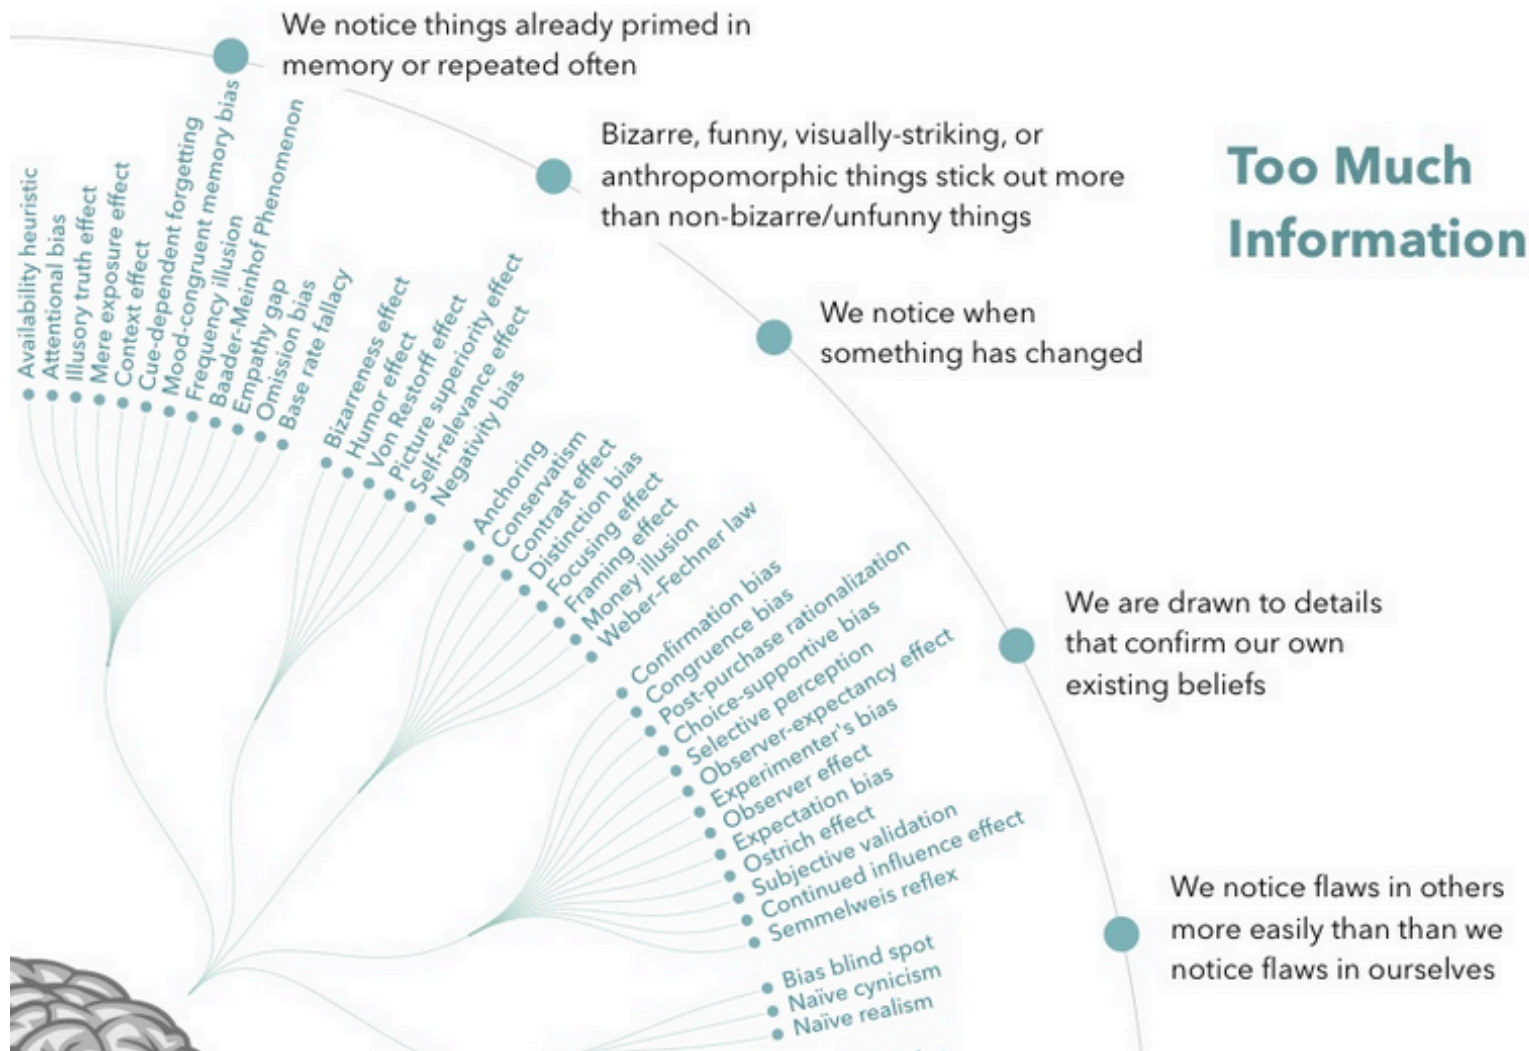 We notice things already primed in
memory or repeated often
Bizarre, funny, visually-striking, or
anthropomorphic things stick out more
than non-bizarre/unfunny things
Too Much
Information
We notice when
something has changed
We are drawn to details
that confirm our own
existing beliefs
We notice flaws in others
more easily than than we
notice flaws in ourselves
Availability heuristic
Attentional bias
Illusory truth effect
Mere exposure effect
Context effect
Cue-dependent forgetting
Mood-congruent memory bias
Frequency illusion
Baader-Meinhof Phenomenon
Empathy gap
Omission bias
Base rate fallacy
Bizarreness effect
Humor effect
Von Restorff effect
Picture superiority effect
Self-relevance effect
Negativity bias
Anchoring
Conservatism
Contrast effect
Distinction bias
Focusing effect
Framing effect
Money illusion
Weber–Fechner law
Confirmation bias
Congruence bias
Post-purchase rationalization
Choice-supportive bias
Selective perception
Observer-expectancy effect
Experimenter's bias
Observer effect
Expectation bias
Ostrich effect
Subjective validation
Continued influence effect
Semmelweis reflex
Bias blind spot
Naïve cynicism
Naïve realism